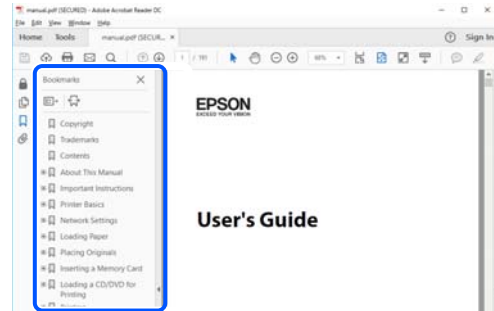 manual.pdf (SECURED) - Adobe Acrobat Reader DC
File Edit View Window Help
Home Tools manual.pdf (SECUR... × Sign In
1 / 191
Bookmarks
Copyright
Trademarks
Contents
About This Manual
Important Instructions
Printer Basics
Network Settings
Loading Paper
Placing Originals
Inserting a Memory Card
Loading a CD/DVD for
Printing
EPSON
EXCEED YOUR VISION
User's Guide